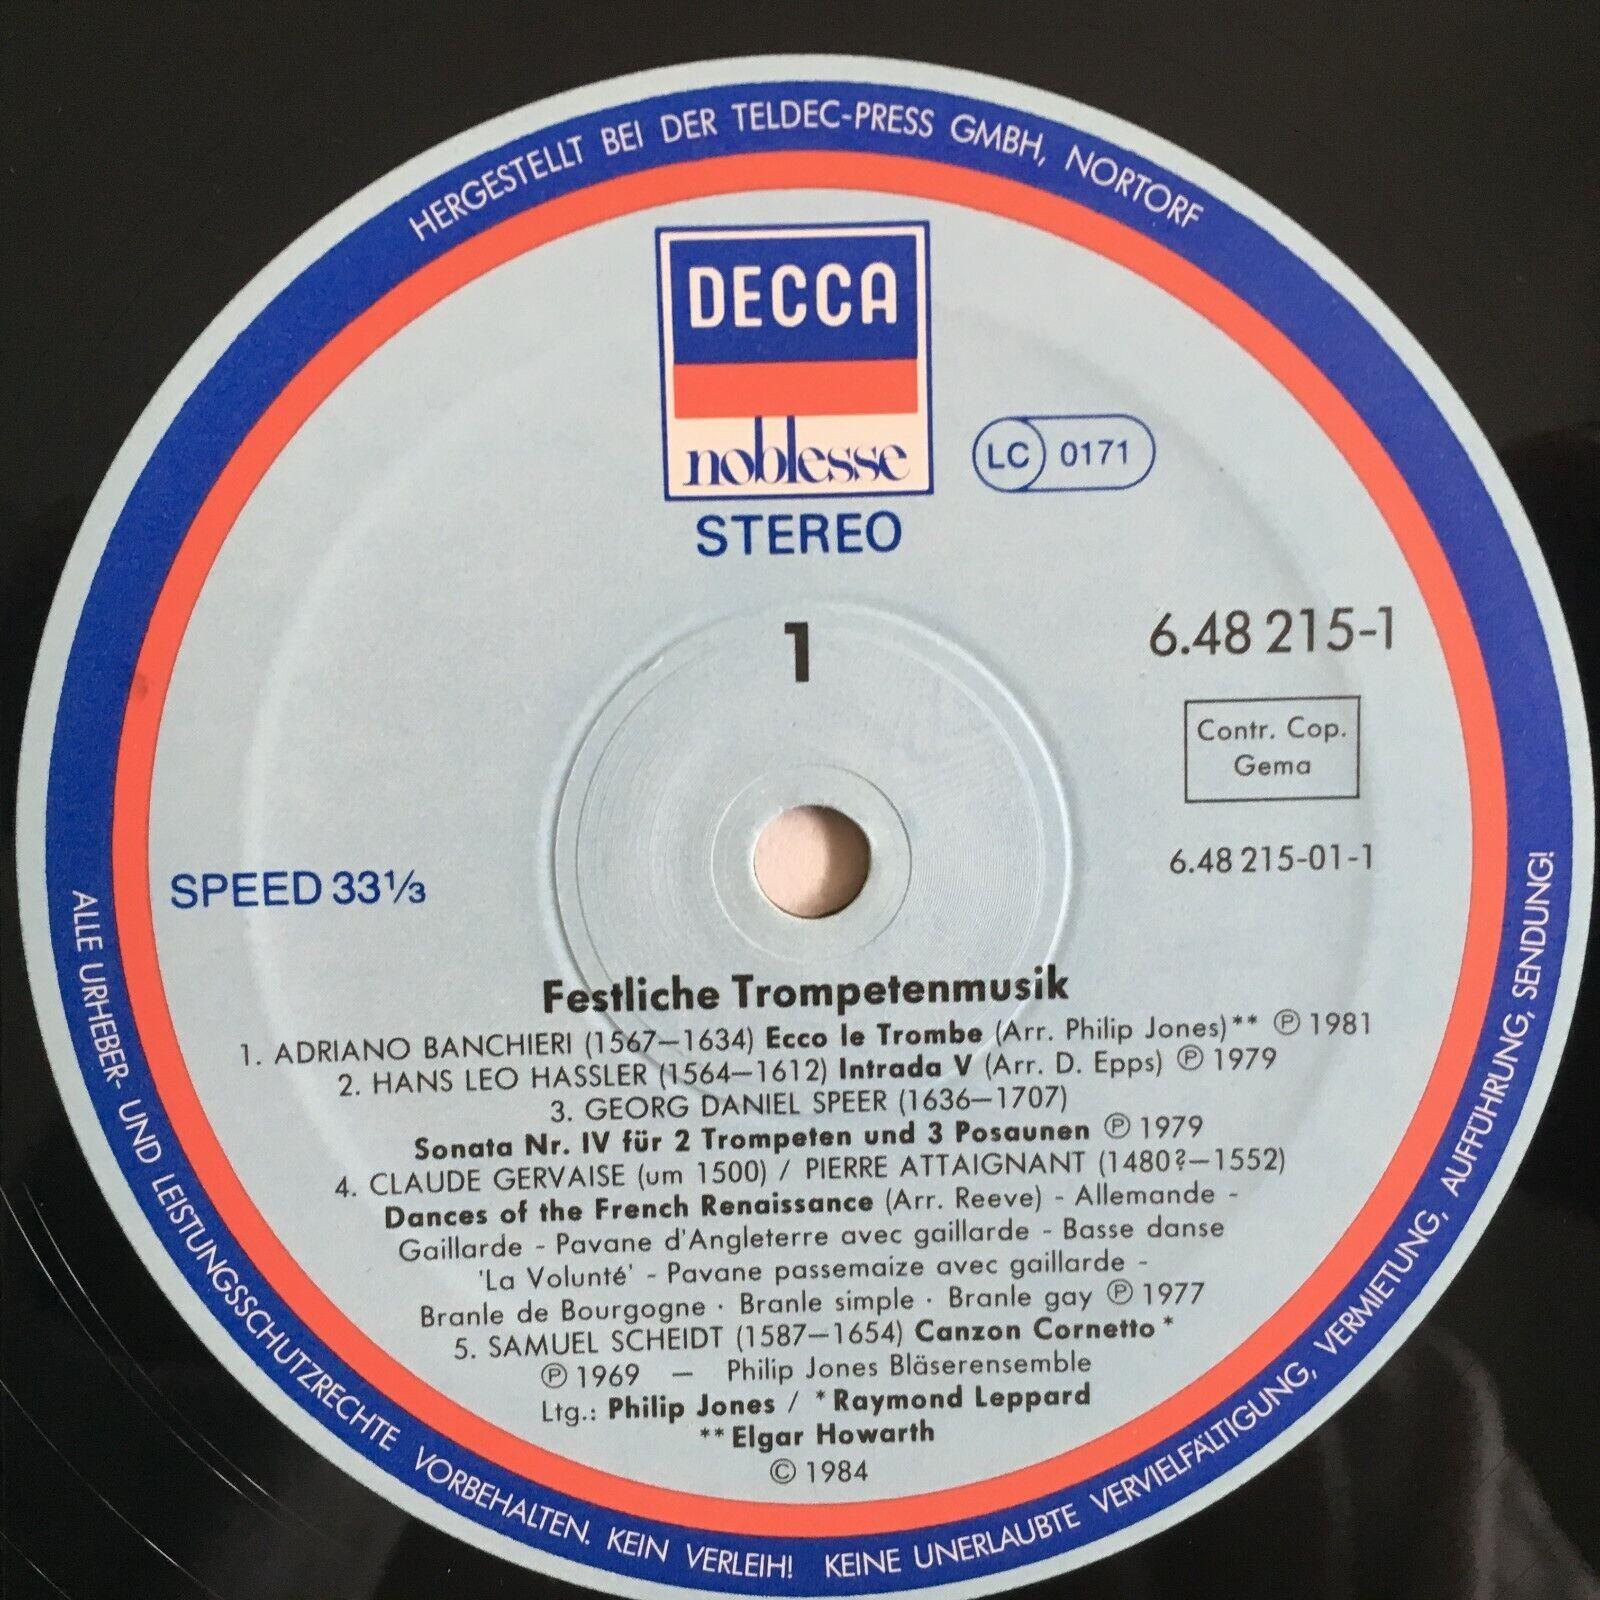 HERGESTELLT BEI DER TELDEC-PRESS GMBH, NORTORF
DECCA
noblesse
LC 0171
STEREO
1
6.48 215-1
Contr. Cop.
Gema
6.48 215-01-1
SPEED 33⅓
Festliche Trompetenmusik
1. ADRIANO BANCHIERI (1567–1634) Ecco le Trombe (Arr. Philip Jones)** ℗ 1981
2. HANS LEO HASSLER (1564–1612) Intrada V (Arr. D. Epps) ℗ 1979
3. GEORG DANIEL SPEER (1636–1707)
Sonata Nr. IV für 2 Trompeten und 3 Posaunen ℗ 1979
4. CLAUDE GERVAISE (um 1500) / PIERRE ATTAIGNANT (1480?–1552)
Dances of the French Renaissance (Arr. Reeve) - Allemande -
Gaillarde - Pavane d'Angleterre avec gaillarde - Basse danse
'La Volunté' - Pavane passemaize avec gaillarde -
Branle de Bourgogne · Branle simple · Branle gay ℗ 1977
5. SAMUEL SCHEIDT (1587–1654) Canzon Cornetto *
℗ 1969 — Philip Jones Bläserensemble
Ltg.: Philip Jones / *Raymond Leppard
**Elgar Howarth
© 1984
ALLE URHEBER- UND LEISTUNGSSCHUTZRECHTE VORBEHALTEN. KEIN VERLEIH! KEINE UNERLAUBTE VERVIELFÄLTIGUNG, VERMIETUNG, AUFFÜHRUNG, SENDUNG!